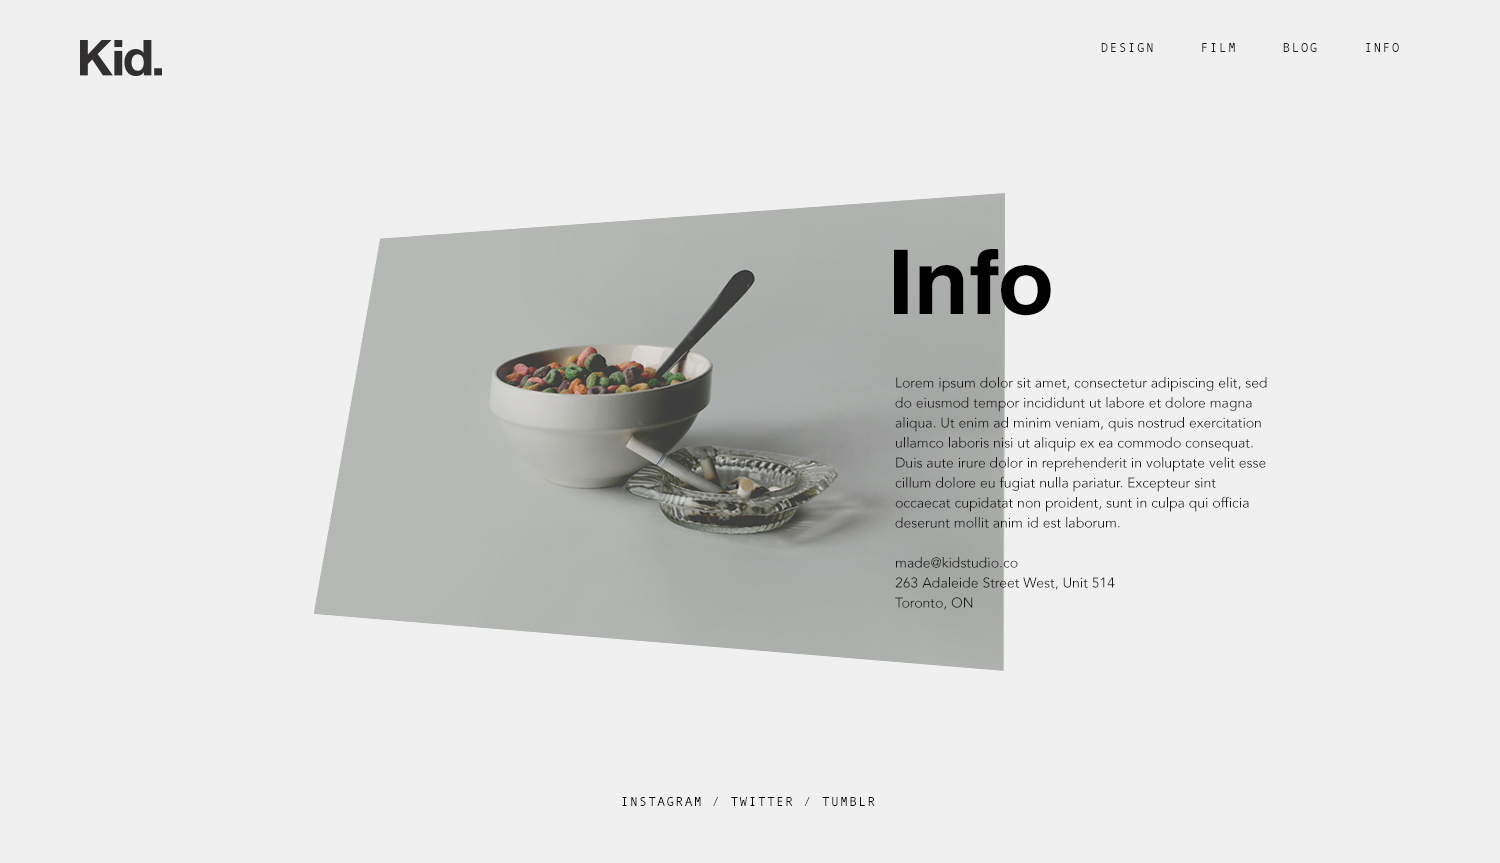 Kid.
DESIGN FILM BLOG INFO
Info
Lorem ipsum dolor sit amet, consectetur adipiscing elit, sed
do eiusmod tempor incididunt ut labore et dolore magna
aliqua. Ut enim ad minim veniam, quis nostrud exercitation
ullamco laboris nisi ut aliquip ex ea commodo consequat.
Duis aute irure dolor in reprehenderit in voluptate velit esse
cillum dolore eu fugiat nulla pariatur. Excepteur sint
occaecat cupidatat non proident, sunt in culpa qui officia
deserunt mollit anim id est laborum.
made@kidstudio.co
263 Adaleide Street West, Unit 514
Toronto, ON
INSTAGRAM / TWITTER / TUMBLR